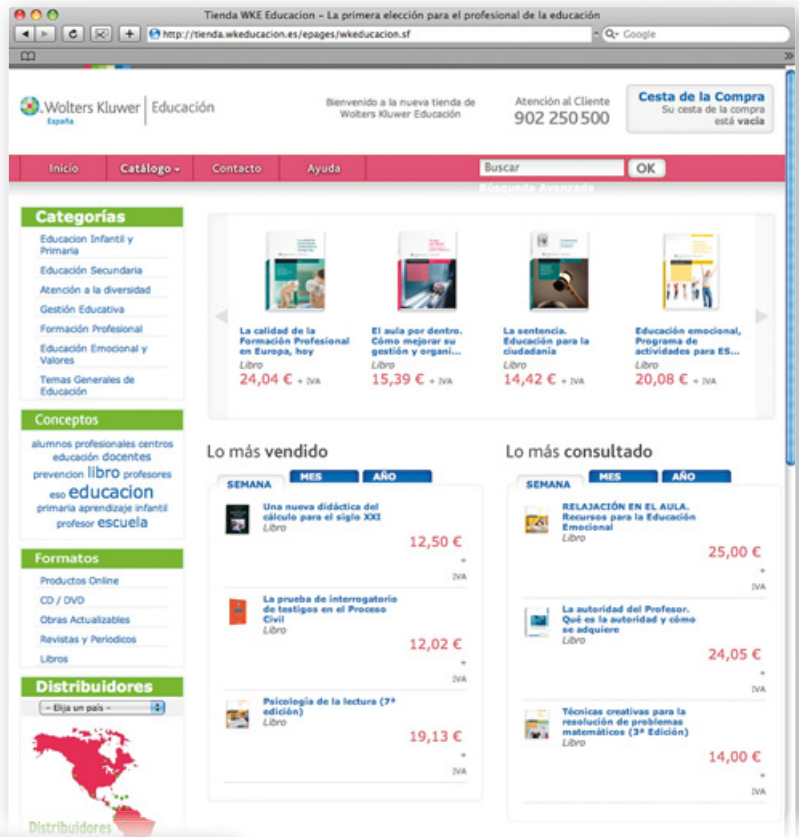 Tienda WKE Educacion – La primera elección para el profesional de la educación
http://tienda.wkeducacion.es/epages/wkeducacion.sf
Google
Wolters Kluwer
España
Educación
Bienvenido a la nueva tienda de
Wolters Kluwer Educación
Atención al Cliente
902 250 500
Cesta de la Compra
Su cesta de la compra
está vacía
Inicio
Catálogo
Contacto
Ayuda
Buscar
OK
Búsqueda Avanzada
Categorías
Educacion Infantil y
Primaria
Educación Secundaria
Atención a la diversidad
Gestión Educativa
Formación Profesional
Educación Emocional y
Valores
Temas Generales de
Educación
Conceptos
alumnos profesionales centros
educación docentes
prevencion libro profesores
eso educacion
primaria aprendizaje infantil
profesor escuela
Formatos
Productos Online
CD / DVD
Obras Actualizables
Revistas y Periodicos
Libros
Distribuidores
- Elija un país -
Distribuidores
La calidad de la
Formación Profesional
en Europa, hoy
Libro
24,04 € + IVA
El aula por dentro.
Cómo mejorar su
gestión y organi...
Libro
15,39 € + IVA
La sentencia.
Educación para la
ciudadanía
Libro
14,42 € + IVA
Educación emocional,
Programa de
actividades para ES...
Libro
20,08 € + IVA
Lo más vendido
SEMANA
MES
AÑO
Una nueva didáctica del
cálculo para el siglo XXI
Libro
12,50 €
+
IVA
La prueba de interrogatorio
de testigos en el Proceso
Civil
Libro
12,02 €
+
IVA
Psicología de la lectura (7ª
edición)
Libro
19,13 €
+
IVA
Lo más consultado
SEMANA
MES
AÑO
RELAJACIÓN EN EL AULA.
Recursos para la Educación
Emocional
Libro
25,00 €
+
IVA
La autoridad del Profesor.
Qué es la autoridad y cómo
se adquiere
Libro
24,05 €
+
IVA
Técnicas creativas para la
resolución de problemas
matemáticos (3ª Edición)
Libro
14,00 €
+
IVA